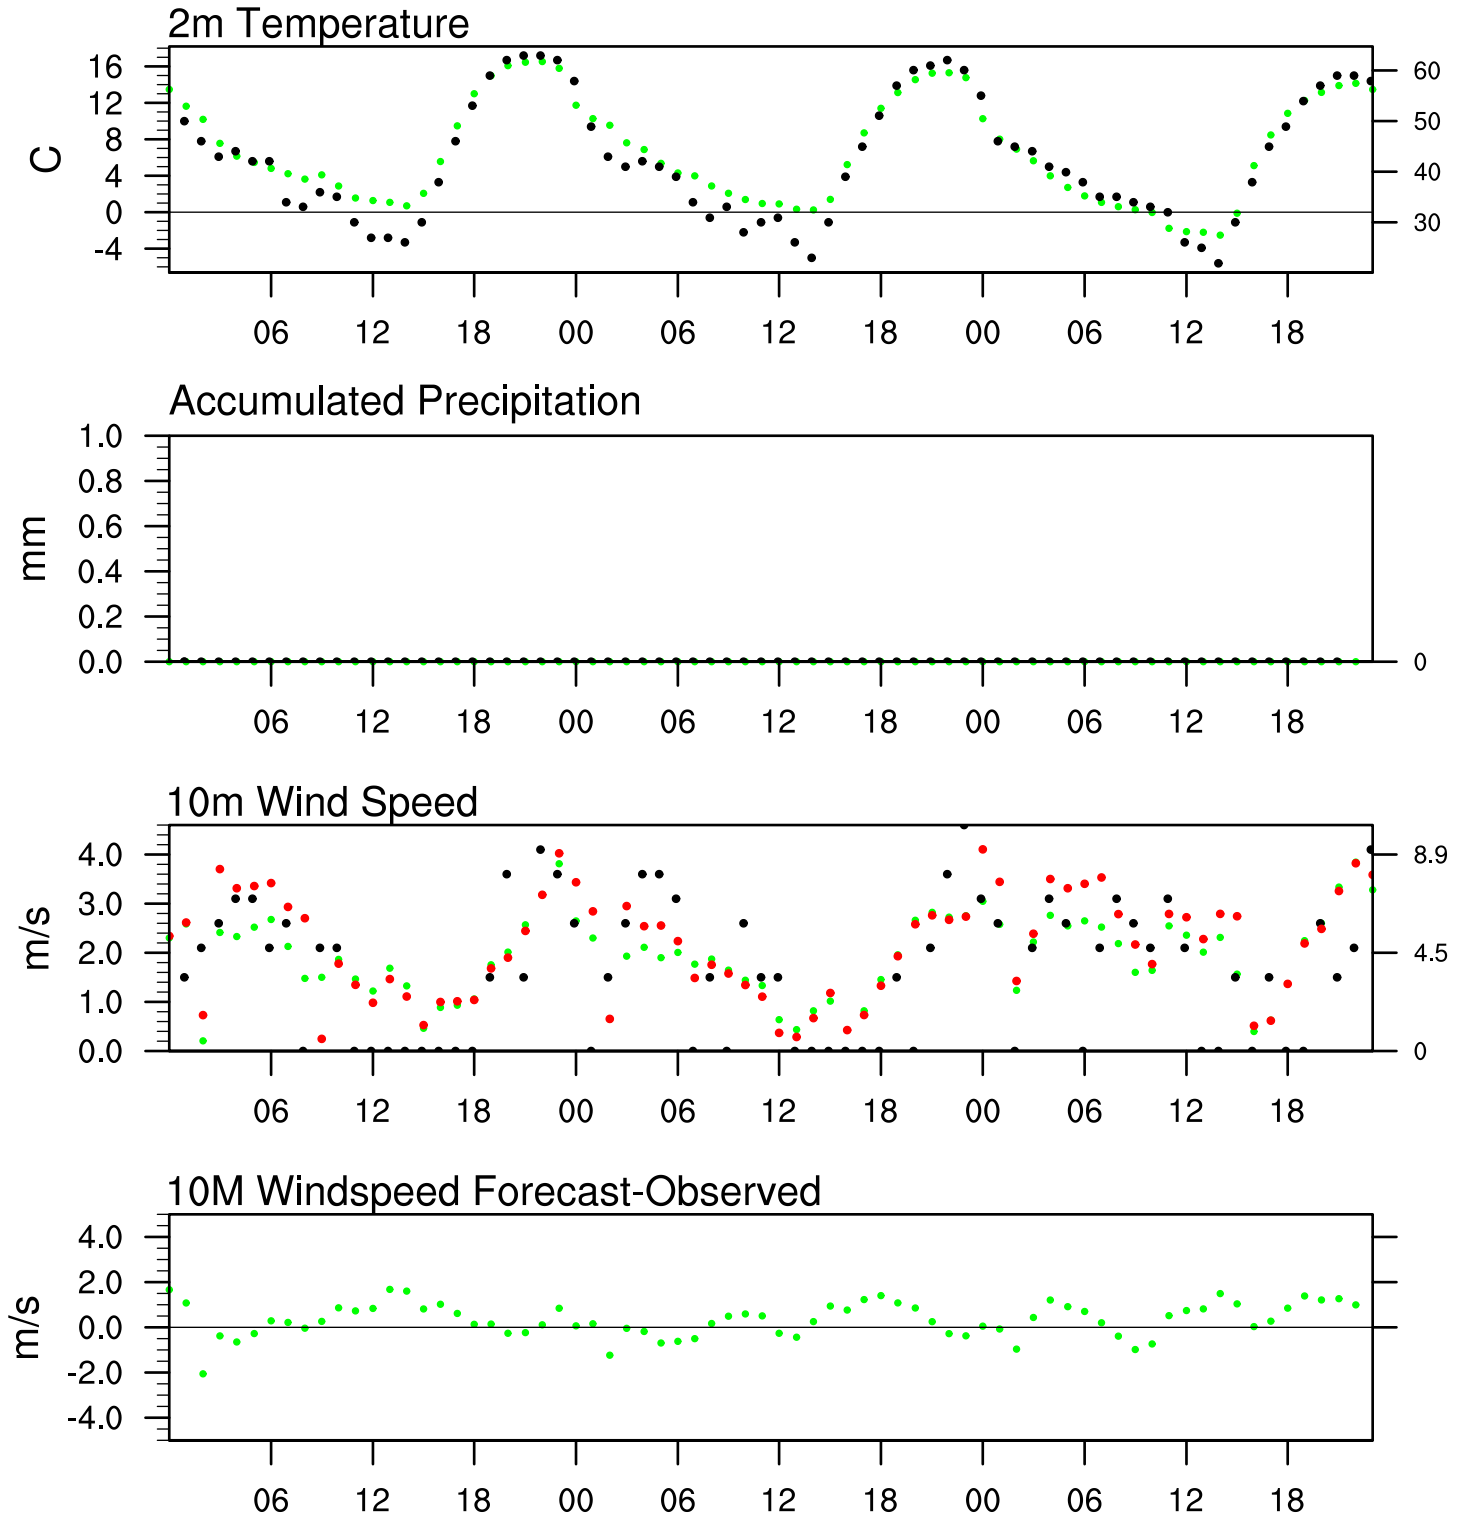 2m Temperature
16
12
8
4
0
-4
C
60
50
40
30
06 12 18 00 06 12 18 00 06 12 18
Accumulated Precipitation
1.0
0.8
0.6
0.4
0.2
0.0
mm
0
06 12 18 00 06 12 18 00 06 12 18
10m Wind Speed
4.0
3.0
2.0
1.0
0.0
m/s
8.9
4.5
0
06 12 18 00 06 12 18 00 06 12 18
10M Windspeed Forecast-Observed
4.0
2.0
0.0
-2.0
-4.0
m/s
06 12 18 00 06 12 18 00 06 12 18